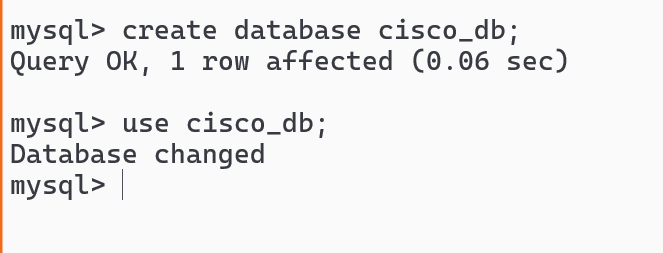 mysql> create database cisco_db;
Query OK, 1 row affected (0.06 sec)
mysql> use cisco_db;
Database changed
mysql>